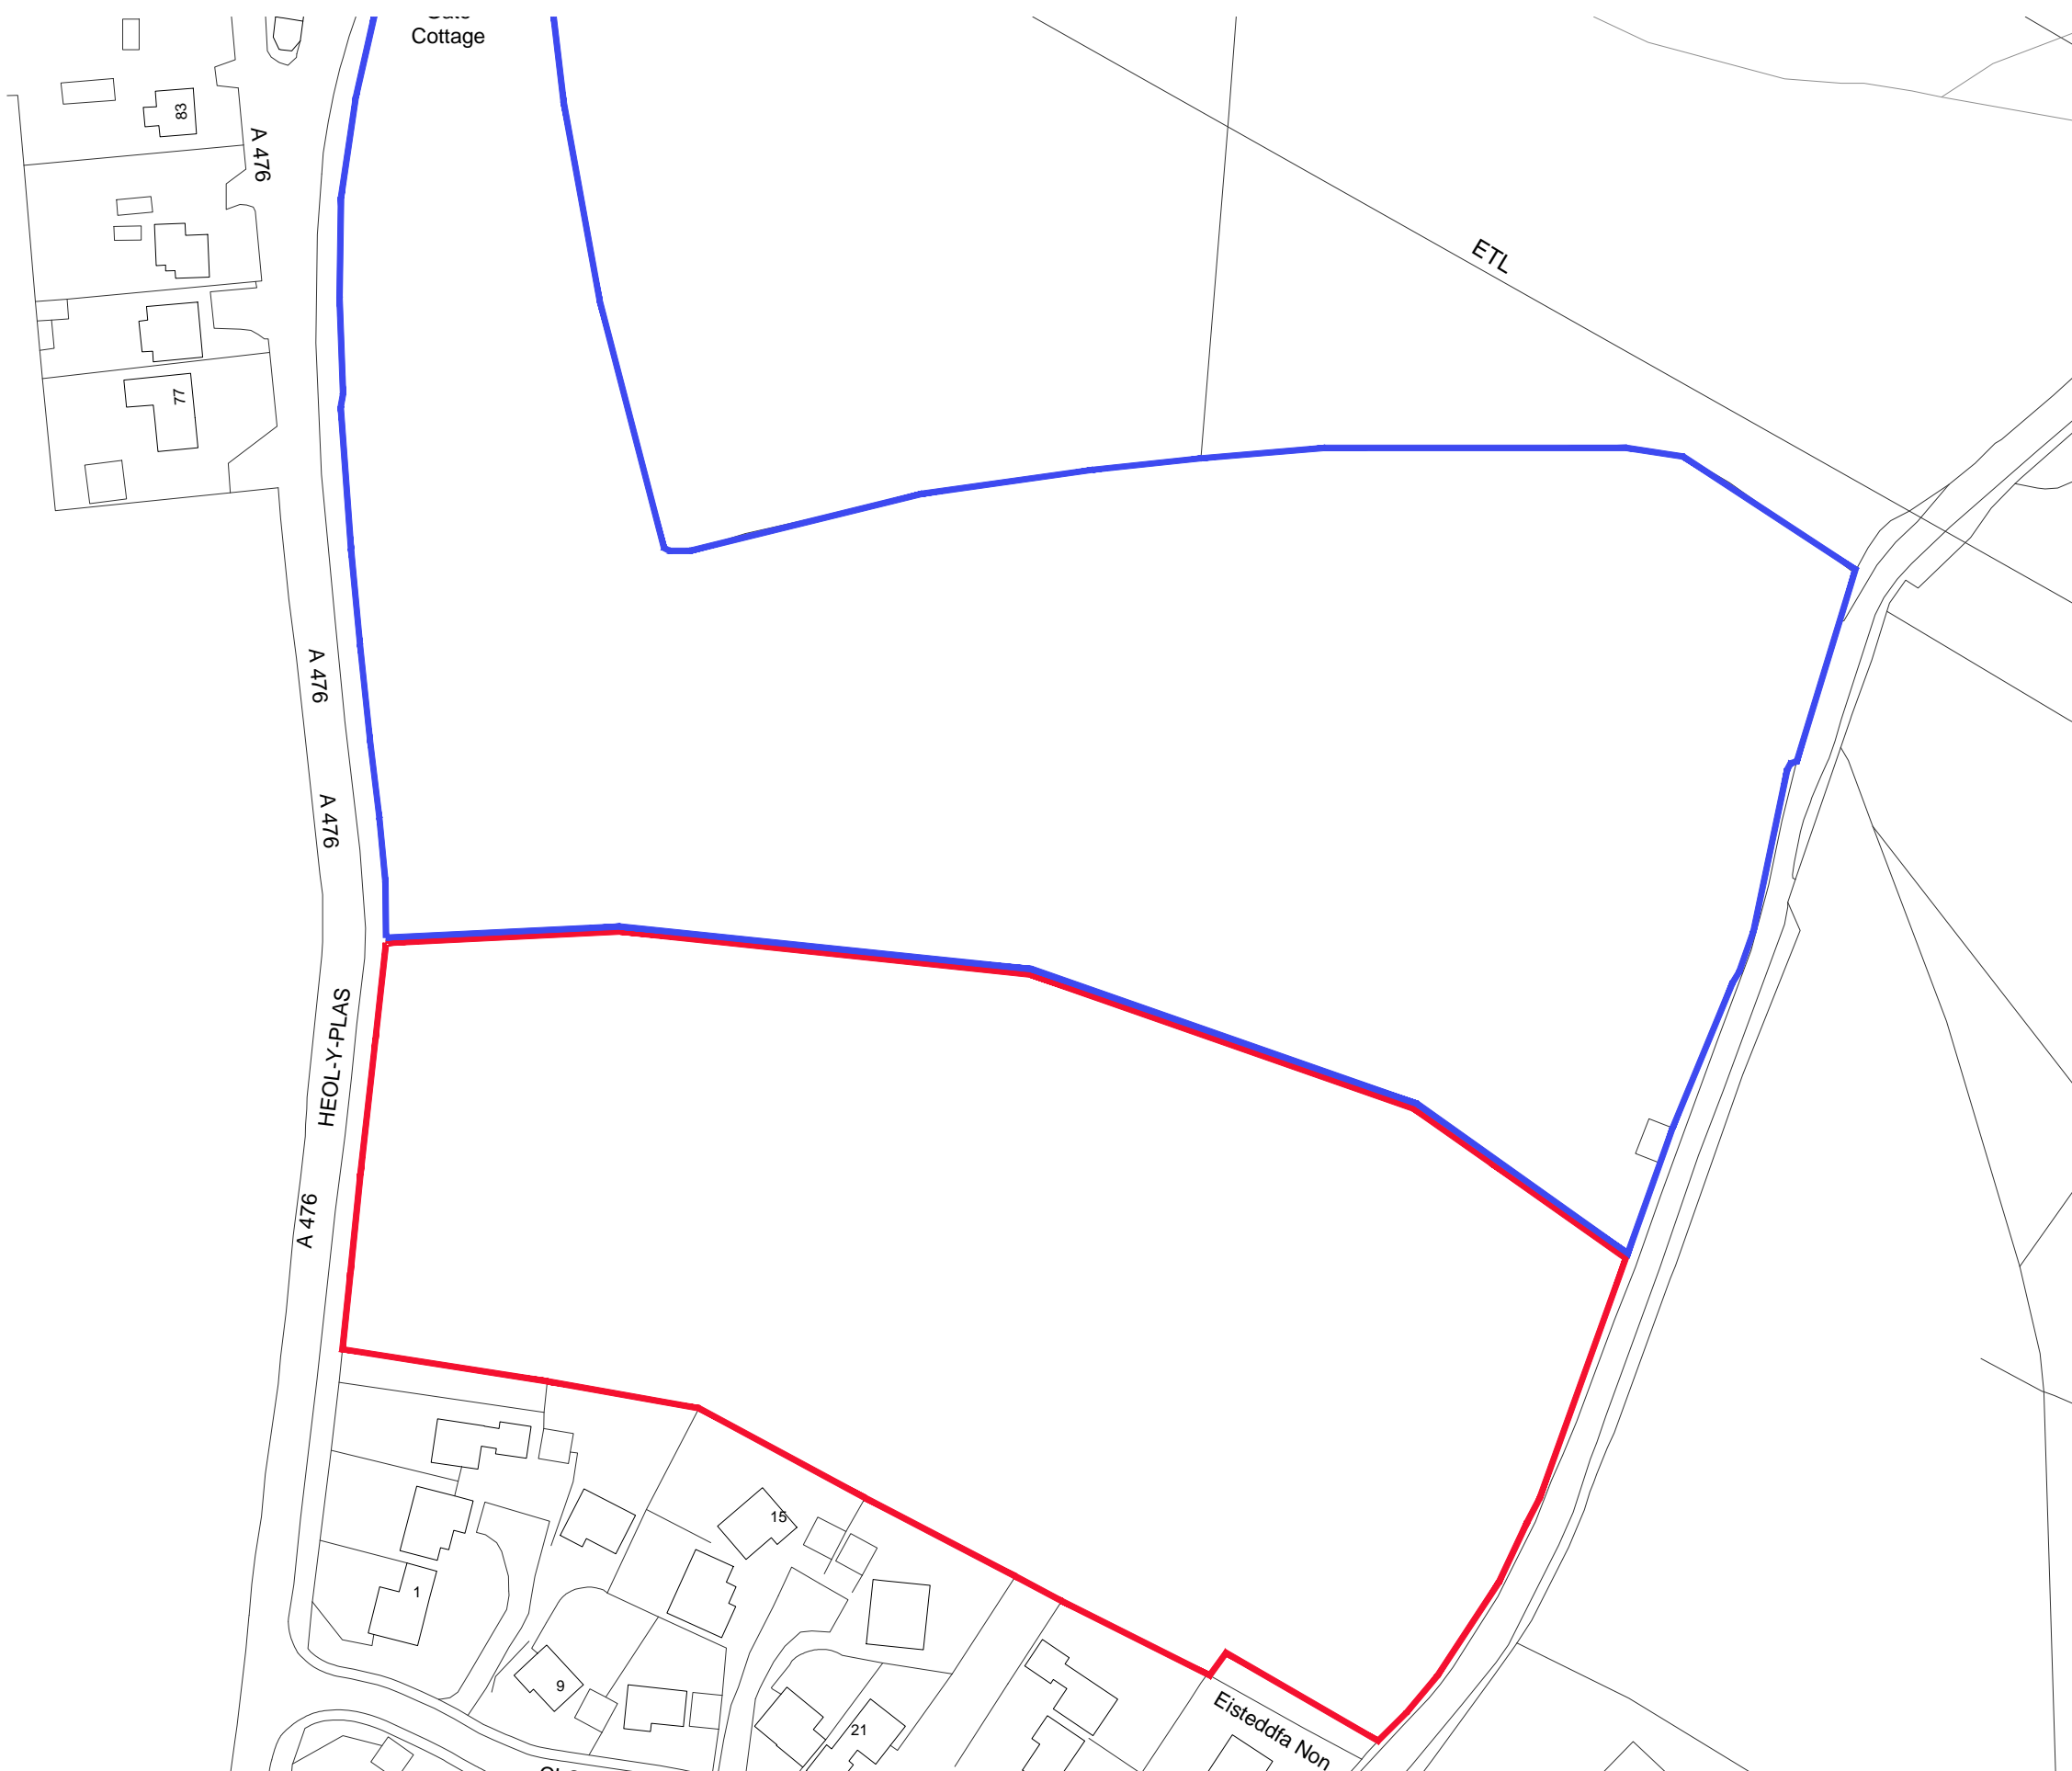 Cottage
83
A 476
ETL
77
A 476
A 476
HEOL-Y-PLAS
A 476
15
1
9
21
Eisteddfa Non